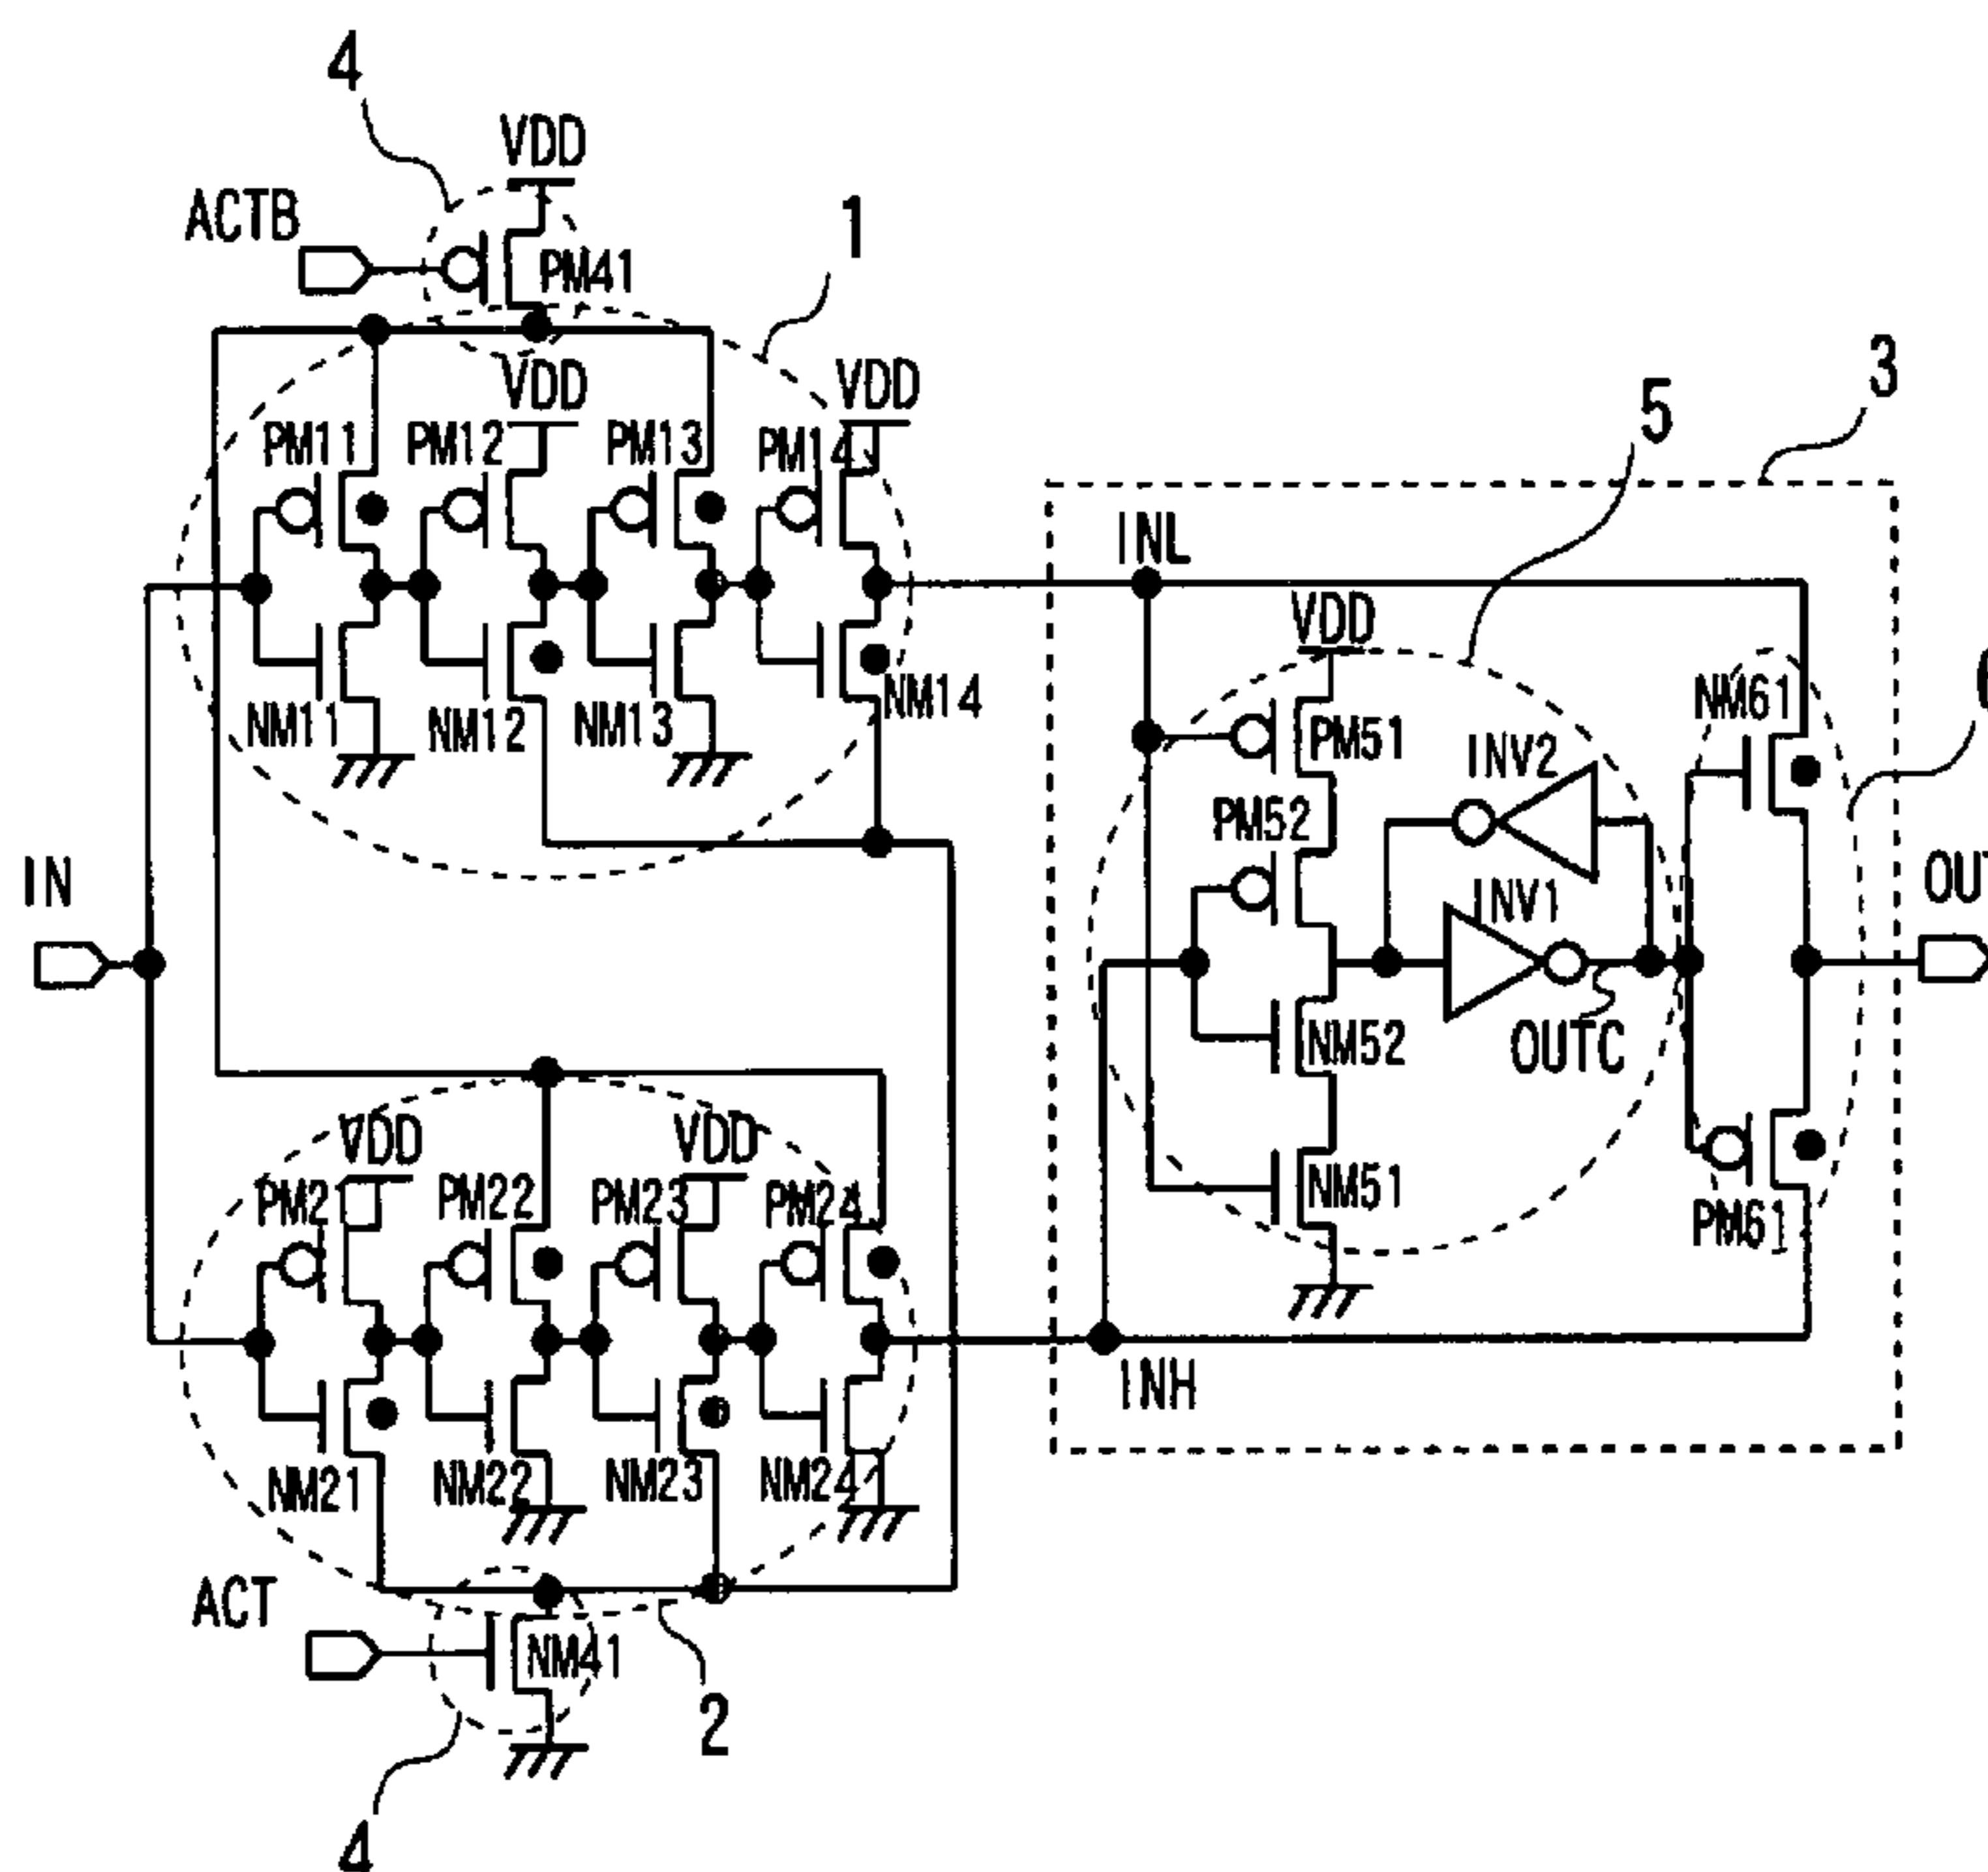 4
VDD
ACTB
1
PM41
3
VDD
VDD
5
PM11
PM12
PM13
PM14
INL
VDD
NM61
NM14
NM11
NM12
NM13
PM51
INV2
PM52
IN
INV1
OUT
NM52
OUTC
VDD
VDD
PM22
PM23
PM24
NM51
PM61
INH
NM21
NM22
NM23
NM24
ACT
NM41
2
4